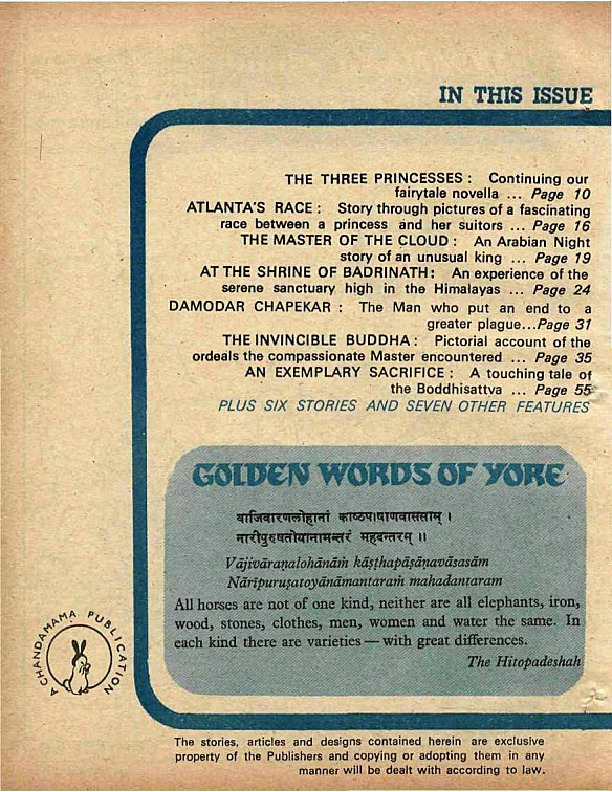 IN THIS ISSUE
THE THREE PRINCESSES : Continuing our
fairytale novella ... Page 10
ATLANTA'S RACE : Story through pictures of a fascinating
race between a princess and her suitors ... Page 16
THE MASTER OF THE CLOUD : An Arabian Night
story of an unusual king ... Page 19
AT THE SHRINE OF BADRINATH: An experience of the
serene sanctuary high in the Himalayas ... Page 24
DAMODAR CHAPEKAR : The Man who put an end to a
greater plague...Page 31
THE INVINCIBLE BUDDHA: Pictorial account of the
ordeals the compassionate Master encountered ... Page 35
AN EXEMPLARY SACRIFICE : A touching tale of
the Boddhisattva ... Page 55
PLUS SIX STORIES AND SEVEN OTHER FEATURES
GOLDEN WORDS OF YORE
वाजिवारणलोहानां काष्ठपाषाणवाससाम् ।
नारीपुरुषतोयानामन्तरं महदन्तरम् ॥
Vājivāraṇalohānāṁ kāṣṭhapāṣāṇavāsasām
Nāripuruṣatoyānāmantaraṁ mahadantaram
All horses are not of one kind, neither are all elephants, iron,
wood, stones, clothes, men, women and water the same. In
each kind there are varieties — with great differences.
The Hitopadeshah
A CHANDAMAMA PUBLICATION
The stories, articles and designs contained herein are exclusive
property of the Publishers and copying or adopting them in any
manner will be dealt with according to law.